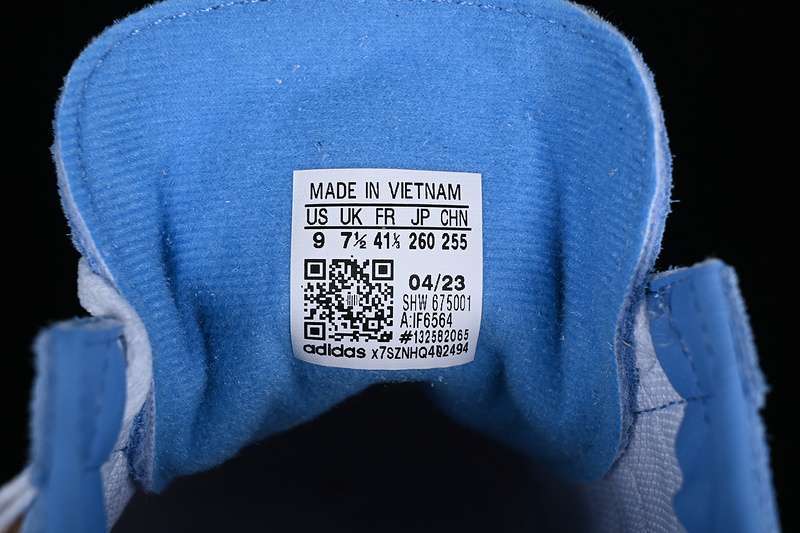 MADE IN VIETNAM
US UK FR JP CHN
9 7½ 41⅓ 260 255
04/23
SHW 675001
A:IF6564
#132582065
adidas x7SZNHQ402494